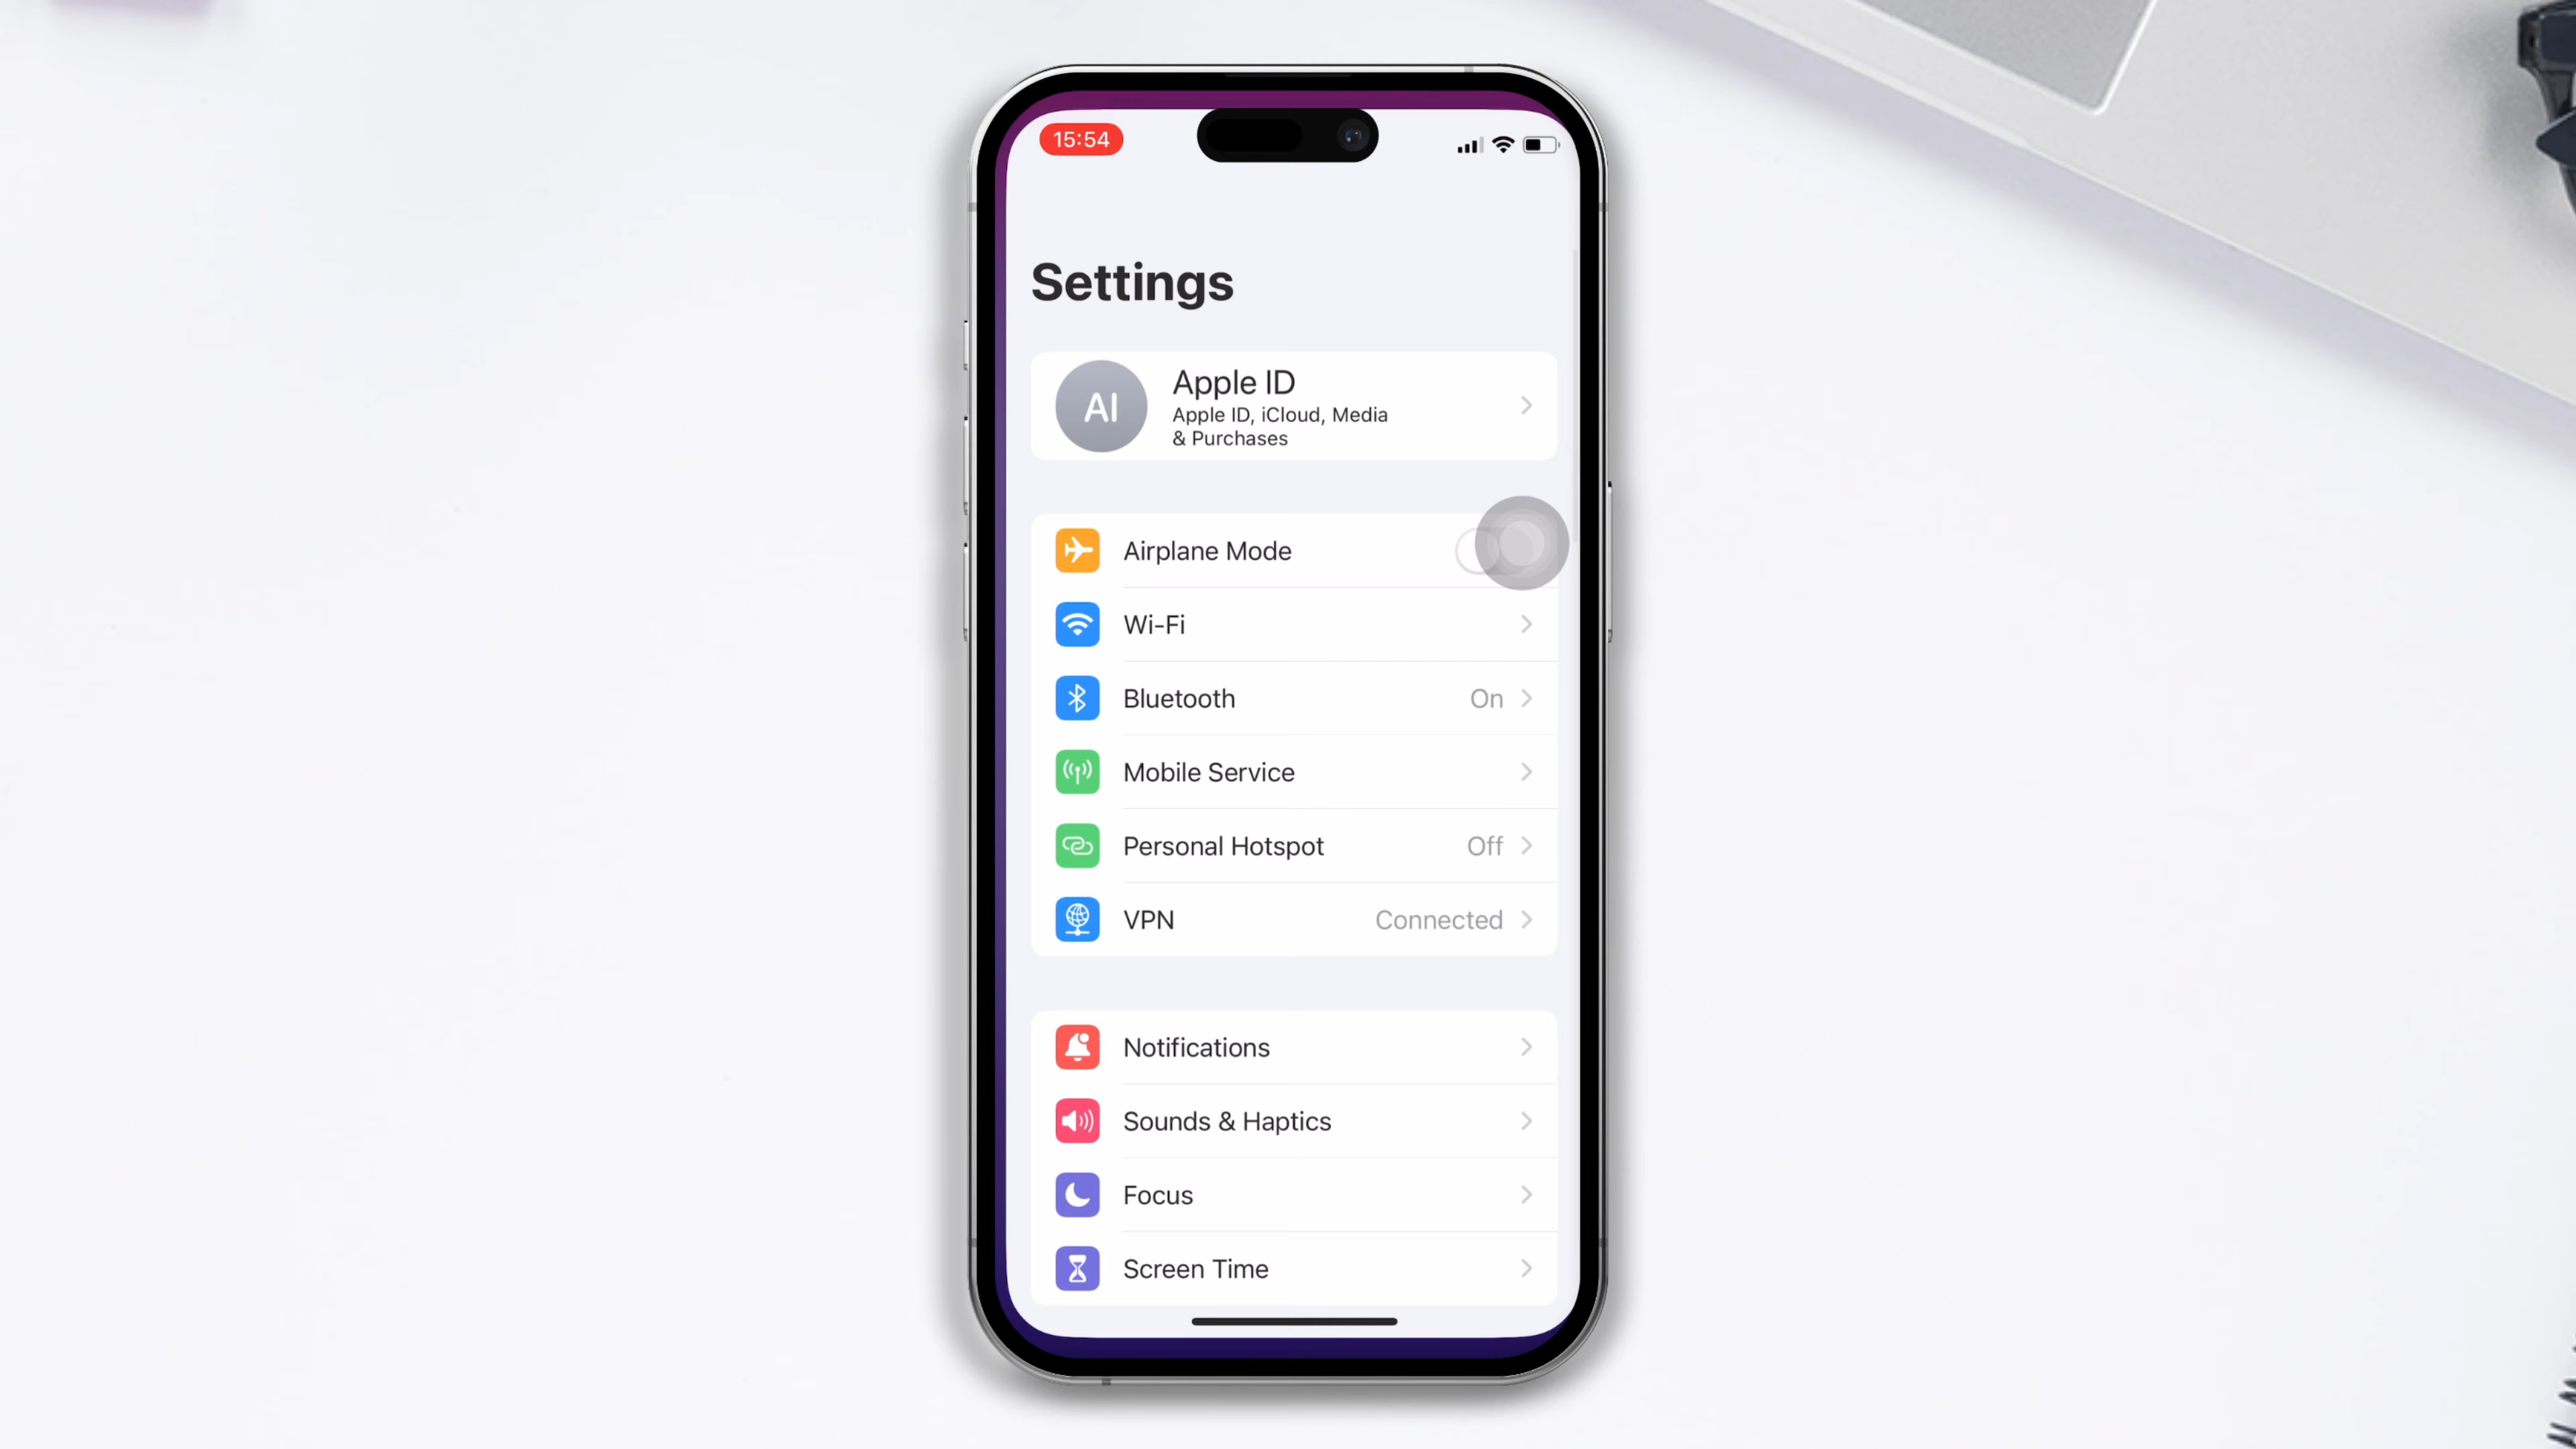 15:54
Settings
AI
Apple ID
Apple ID, iCloud, Media
& Purchases
Airplane Mode
Wi-Fi
Bluetooth On
Mobile Service
Personal Hotspot Off
VPN Connected
Notifications
Sounds & Haptics
Focus
Screen Time